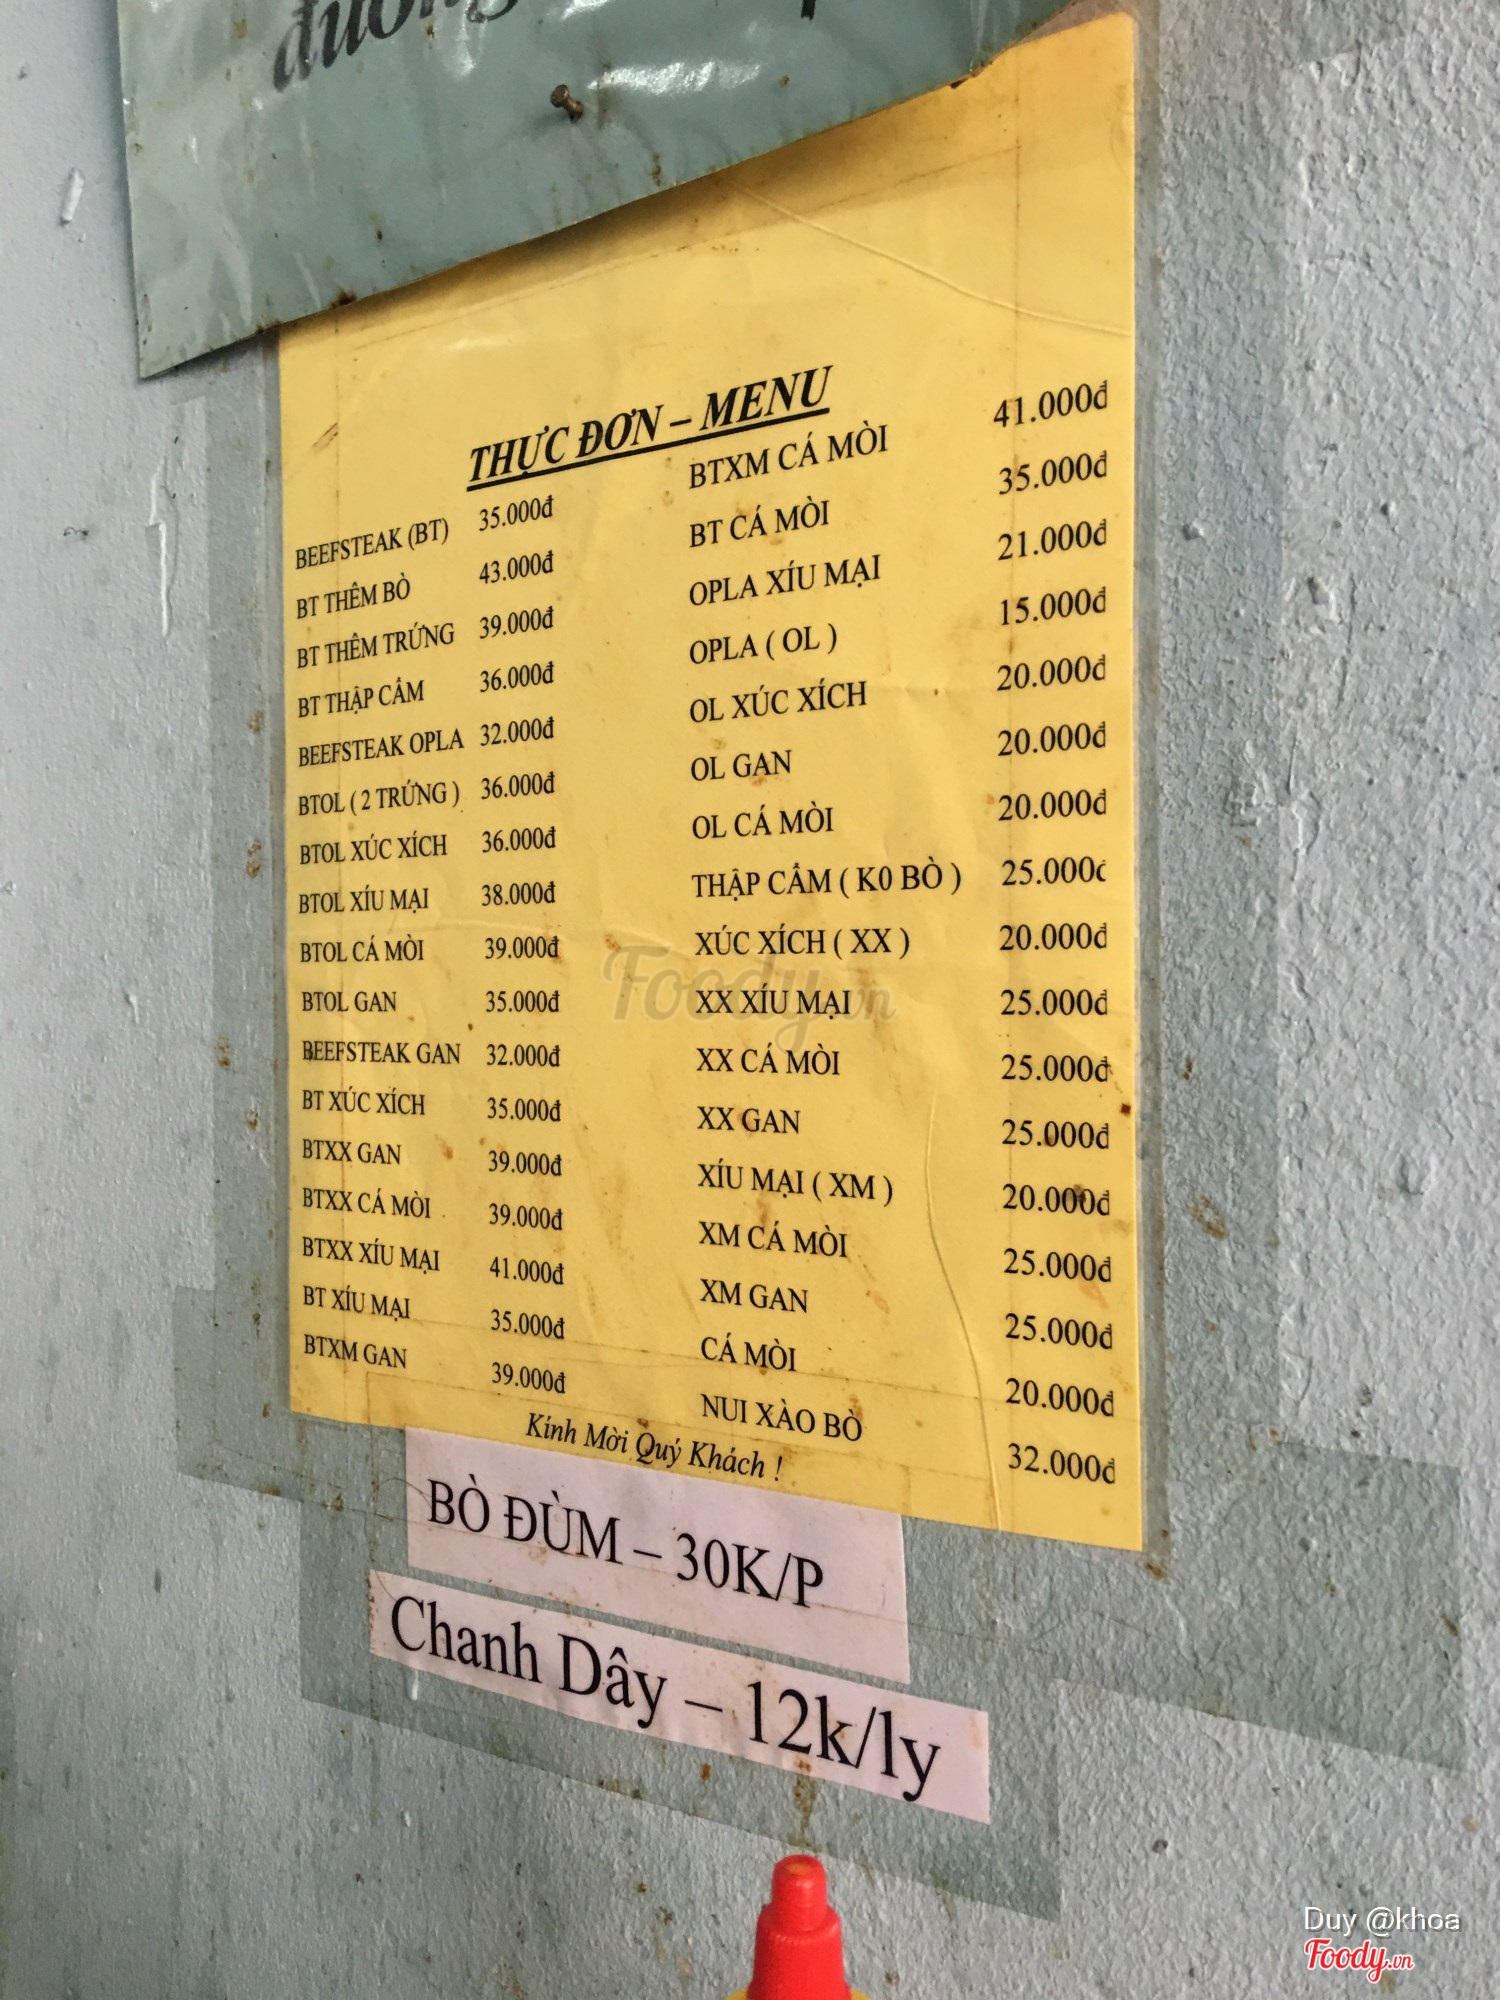 THỰC ĐƠN – MENU
BEEFSTEAK (BT) 35.000đ
BT THÊM BÒ 43.000đ
BT THÊM TRỨNG 39.000đ
BT THẬP CẨM 36.000đ
BEEFSTEAK OPLA 32.000đ
BTOL ( 2 TRỨNG ) 36.000đ
BTOL XÚC XÍCH 36.000đ
BTOL XÍU MẠI 38.000đ
BTOL CÁ MÒI 39.000đ
BTOL GAN 35.000đ
BEEFSTEAK GAN 32.000đ
BT XÚC XÍCH 35.000đ
BTXX GAN 39.000đ
BTXX CÁ MÒI 39.000đ
BTXX XÍU MẠI 41.000đ
BT XÍU MẠI 35.000đ
BTXM GAN 39.000đ
BTXM CÁ MÒI 41.000đ
BT CÁ MÒI 35.000đ
OPLA XÍU MẠI 21.000đ
OPLA ( OL ) 15.000đ
OL XÚC XÍCH 20.000đ
OL GAN 20.000đ
OL CÁ MÒI 20.000đ
THẬP CẨM ( K0 BÒ ) 25.000đ
XÚC XÍCH ( XX ) 20.000đ
XX XÍU MẠI 25.000đ
XX CÁ MÒI 25.000đ
XX GAN 25.000đ
XÍU MẠI ( XM ) 20.000đ
XM CÁ MÒI 25.000đ
XM GAN 25.000đ
CÁ MÒI 20.000đ
NUI XÀO BÒ 32.000đ
Kính Mời Quý Khách !
BÒ ĐÙM – 30K/P
Chanh Dây – 12k/ly
Foody.vn
Duy @khoa
Foody.vn